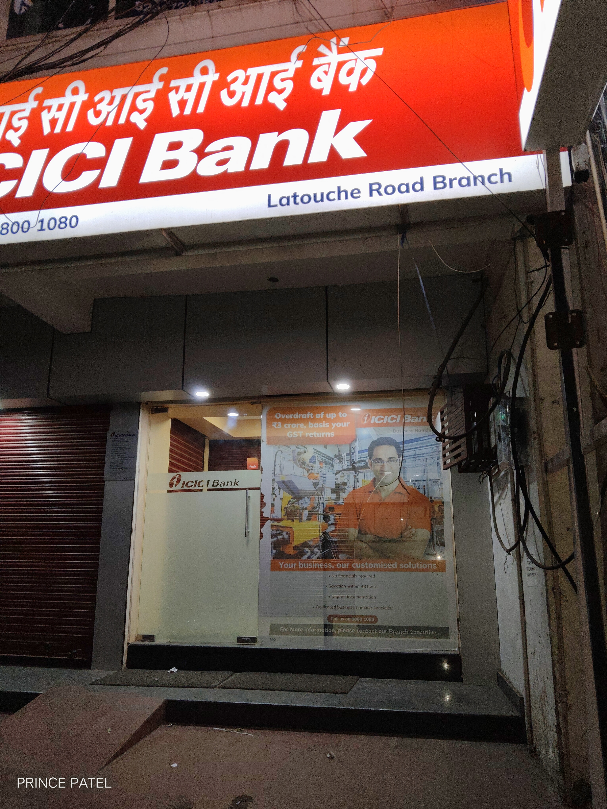 आई सी आई सी आई बैंक
ICICI Bank
800 1080
Latouche Road Branch
Overdraft of up to
₹3 crore, basis your
GST returns
ICICI Bank
ICICI Bank
Your business, our customised solutions
PRINCE PATEL